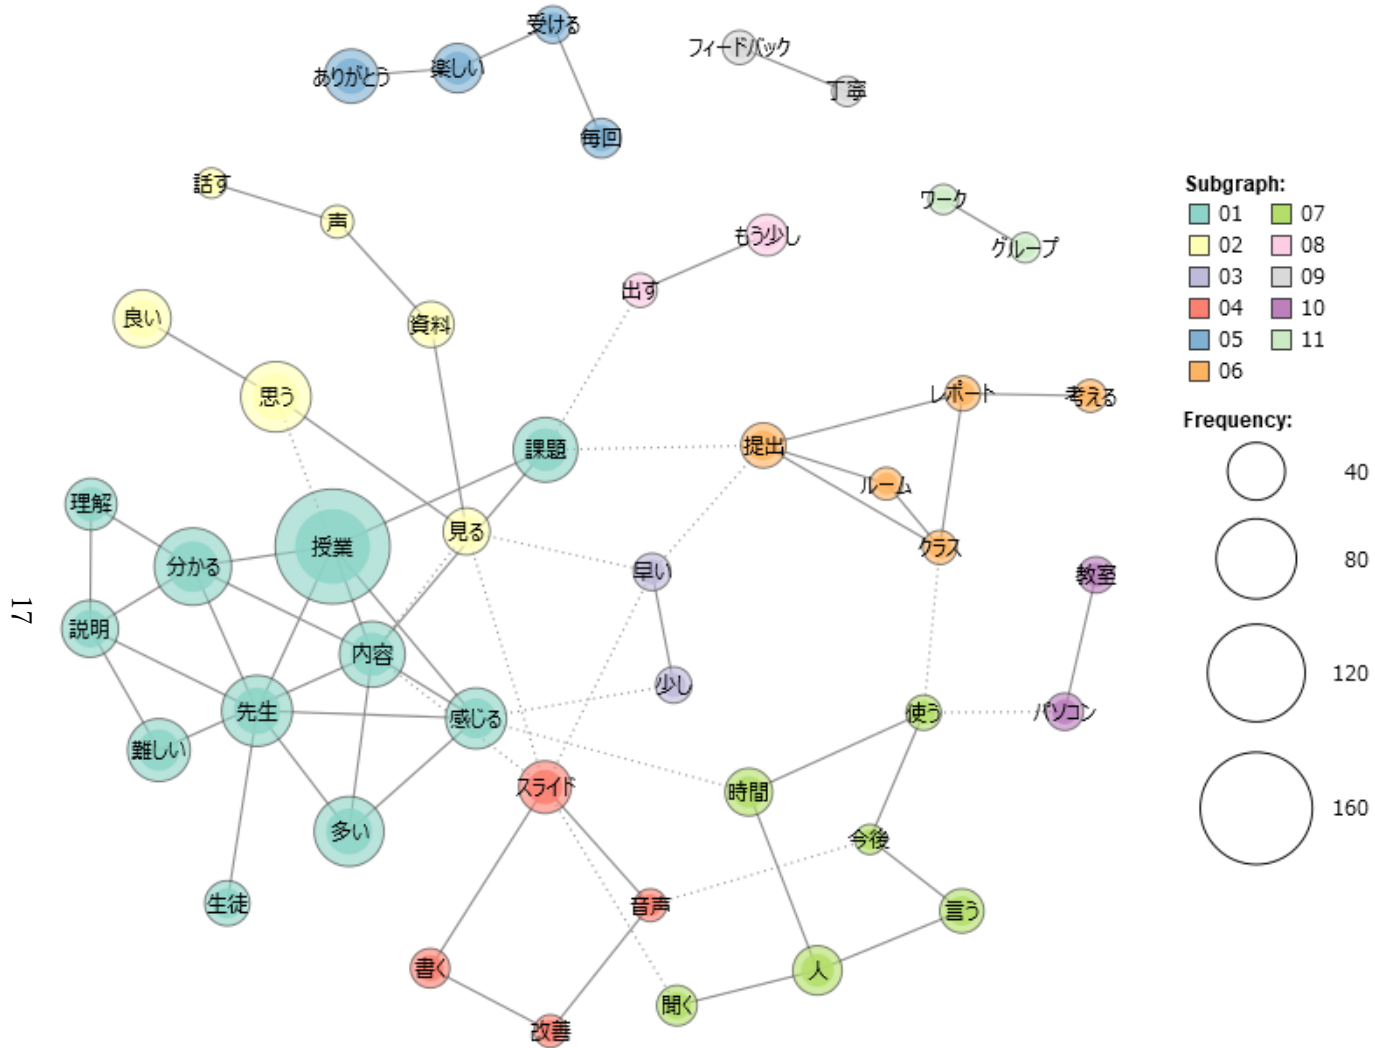 受ける
ありがとう
楽しい
毎回
フィードバック
丁寧
話す
声
ワーク
グループ
もう少し
出す
良い
資料
思う
レポート
考える
課題
提出
ルーム
理解
見る
授業
分かる
クラス
早い
教室
説明
内容
少し
先生
感じる
使う
パソコン
難しい
スライド
時間
多い
今後
生徒
音声
言う
書く
人
聞く
改善
Subgraph:
01 07
02 08
03 09
04 10
05 11
06
Frequency:
40
80
120
160
17